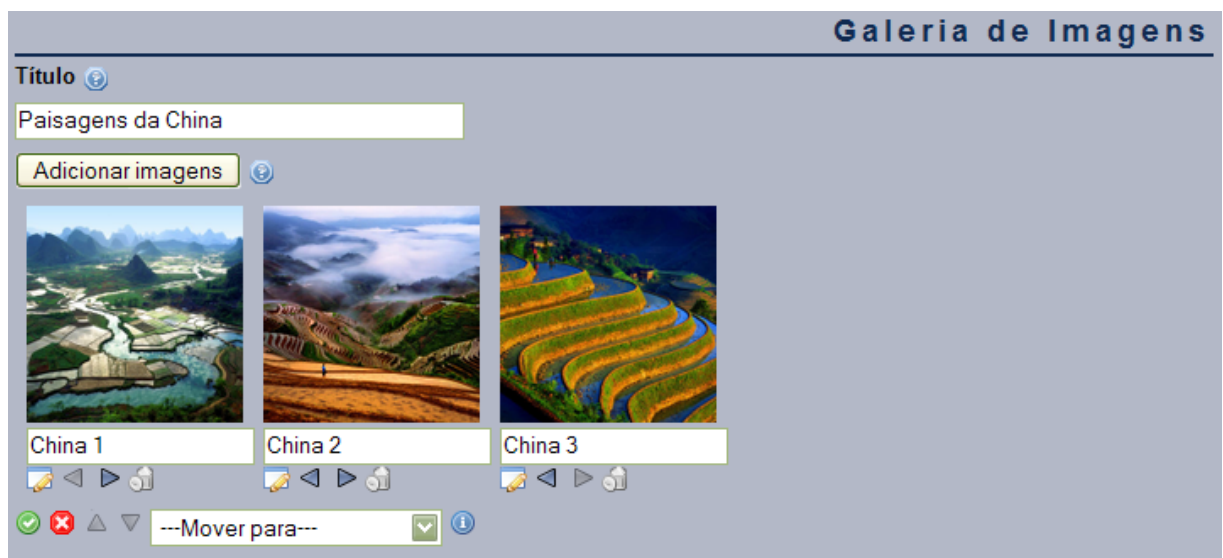 Galeria de Imagens
Título
Paisagens da China
Adicionar imagens
China 1 China 2 China 3
---Mover para---